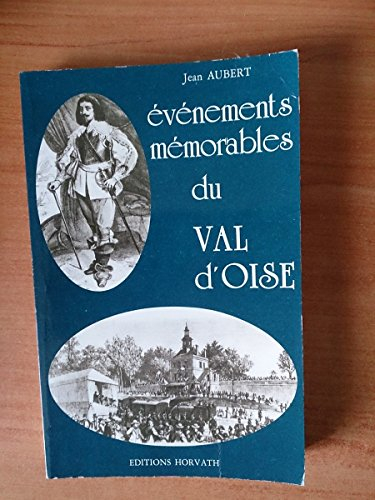 Jean AUBERT
événements
mémorables
du
VAL
d'OISE
EDITIONS HORVATH